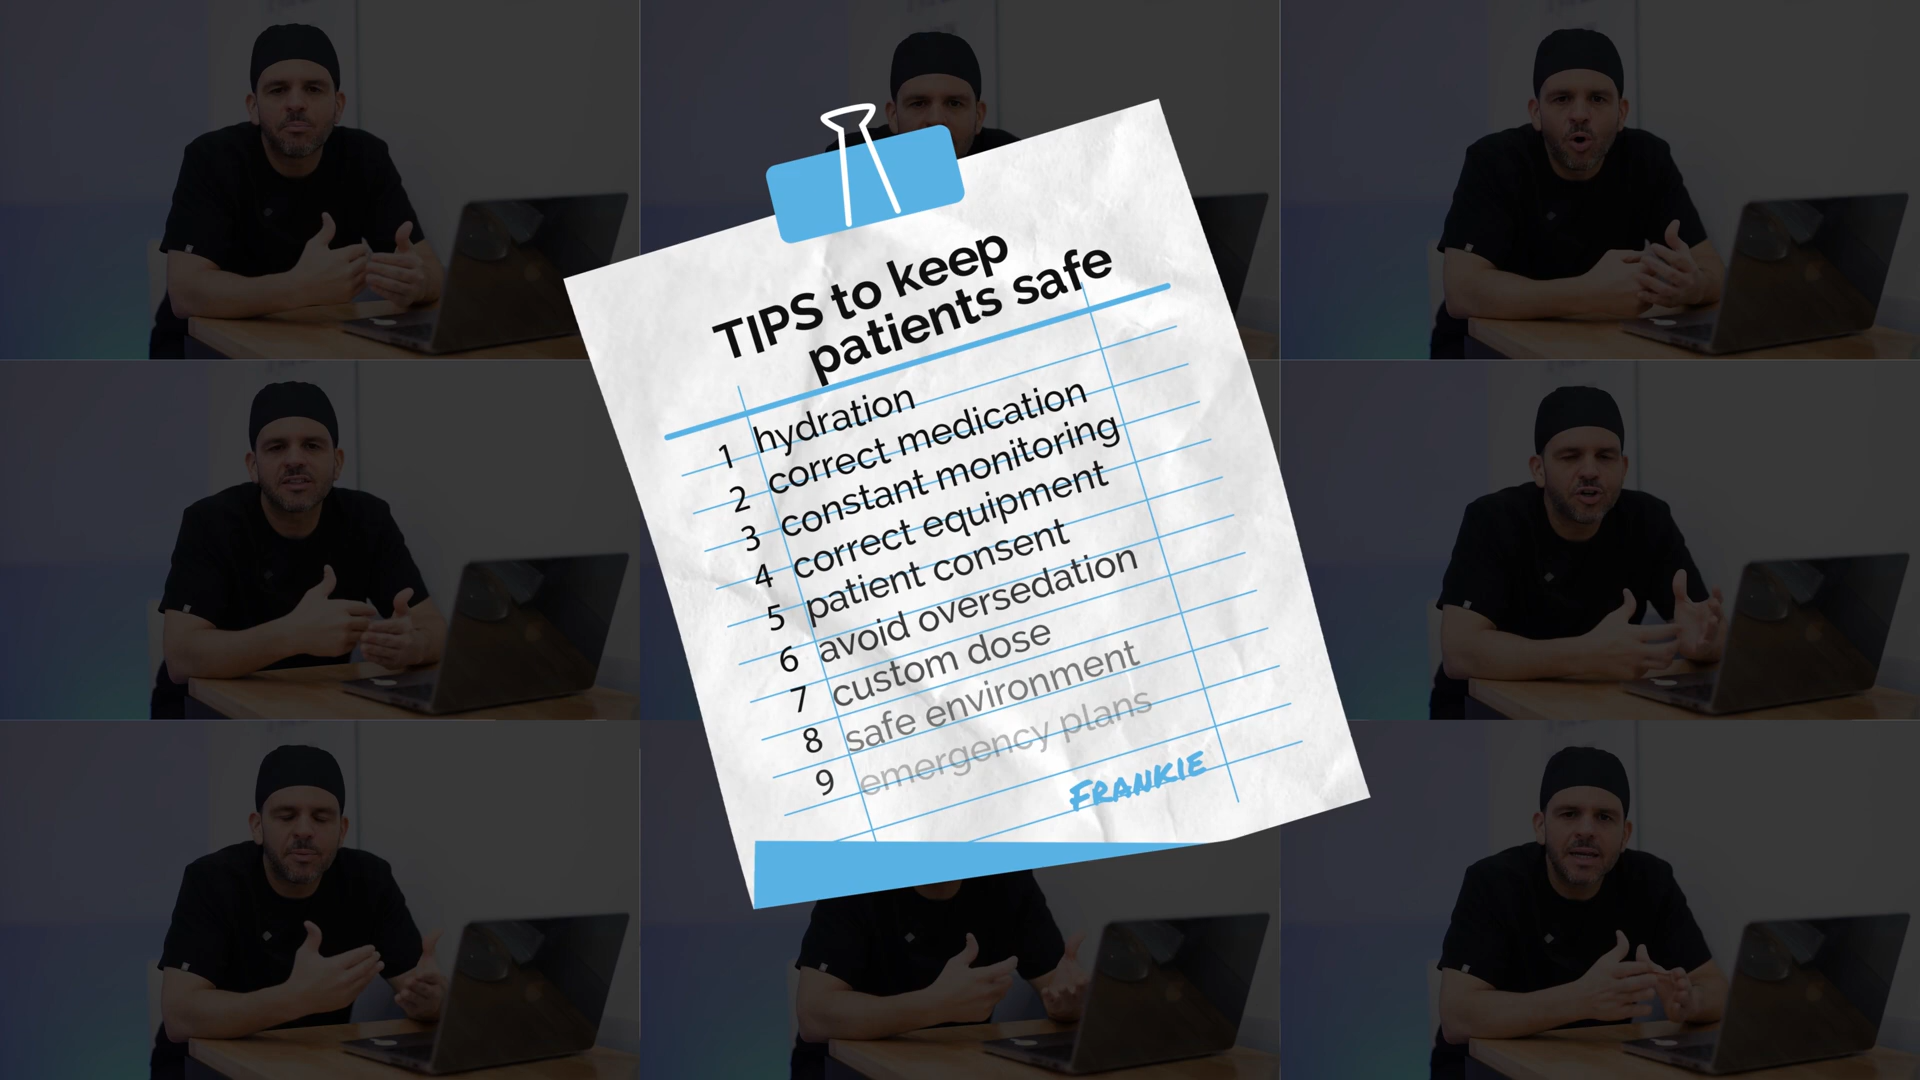 TIPS to keep
patients safe
1 hydration
2 correct medication
3 constant monitoring
4 correct equipment
5 patient consent
6 avoid oversedation
7 custom dose
8 safe environment
9 emergency plans
FRANKIE